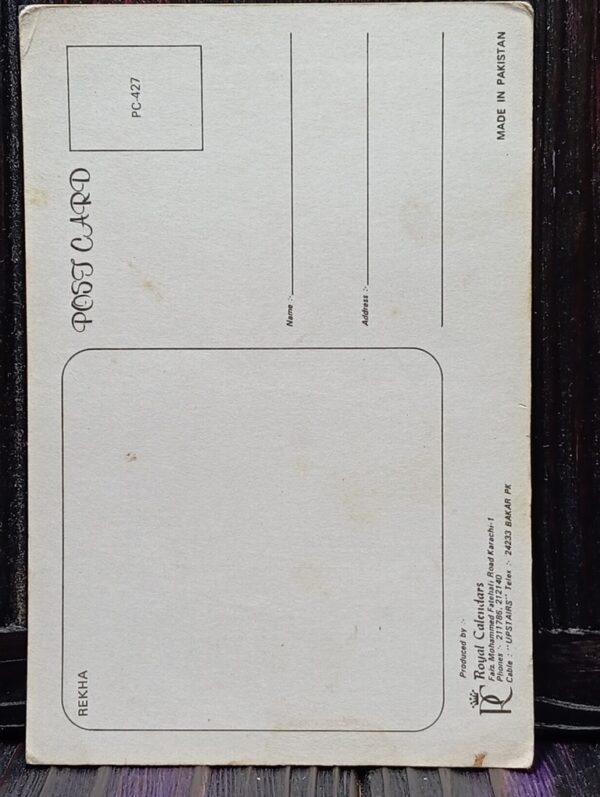 REKHA
POST CARD
PC-427
Name :-
Address :-
Produced by :-
Royal Calendars
Faiz Mohammed Fatehali Road Karachi-1
Phones :- 211786, 212140
Cable : "UPSTAIRS" Telex :- 24233 BAKAR PK
MADE IN PAKISTAN